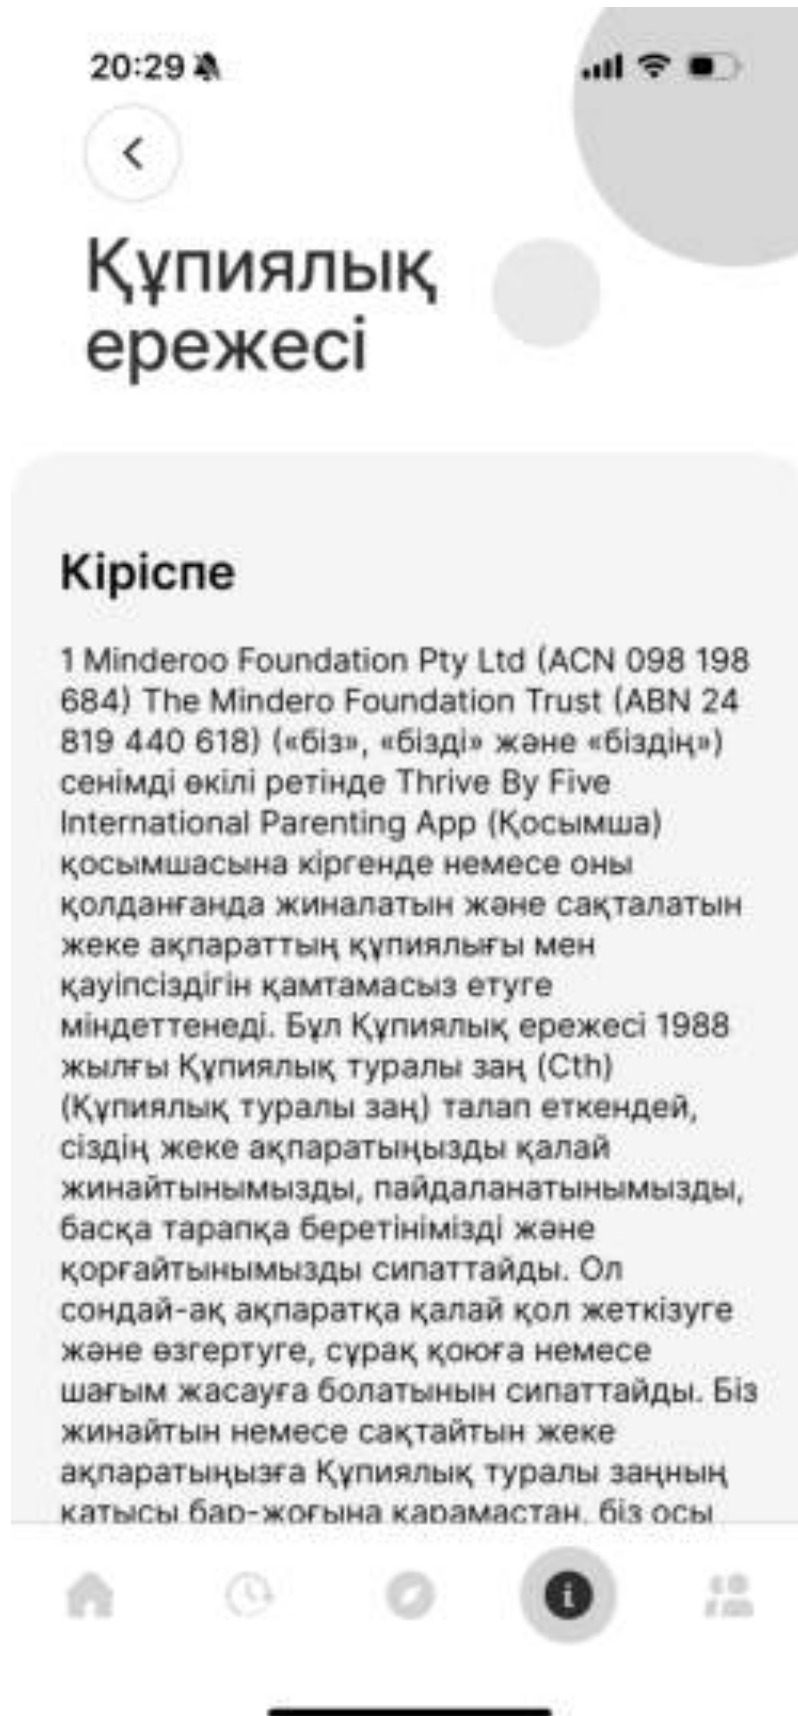 20:29
Құпиялық
ережесі
Кіріспе
1 Minderoo Foundation Pty Ltd (ACN 098 198
684) The Mindero Foundation Trust (ABN 24
819 440 618) («біз», «бізді» және «біздің»)
сенімді өкілі ретінде Thrive By Five
International Parenting App (Қосымша)
қосымшасына кіргенде немесе оны
қолданғанда жиналатын және сақталатын
жеке ақпараттың құпиялығы мен
қауіпсіздігін қамтамасыз етуге
міндеттенеді. Бұл Құпиялық ережесі 1988
жылғы Құпиялық туралы заң (Cth)
(Құпиялық туралы заң) талап еткендей,
сіздің жеке ақпаратыңызды қалай
жинайтынымызды, пайдаланатынымызды,
басқа тарапқа беретінімізді және
қорғайтынымызды сипаттайды. Ол
сондай-ақ ақпаратқа қалай қол жеткізуге
және өзгертуге, сұрақ қоюға немесе
шағым жасауға болатынын сипаттайды. Біз
жинайтын немесе сақтайтын жеке
ақпаратыңызға Құпиялық туралы заңның
қатысы бар-жоғына қарамастан, біз осы